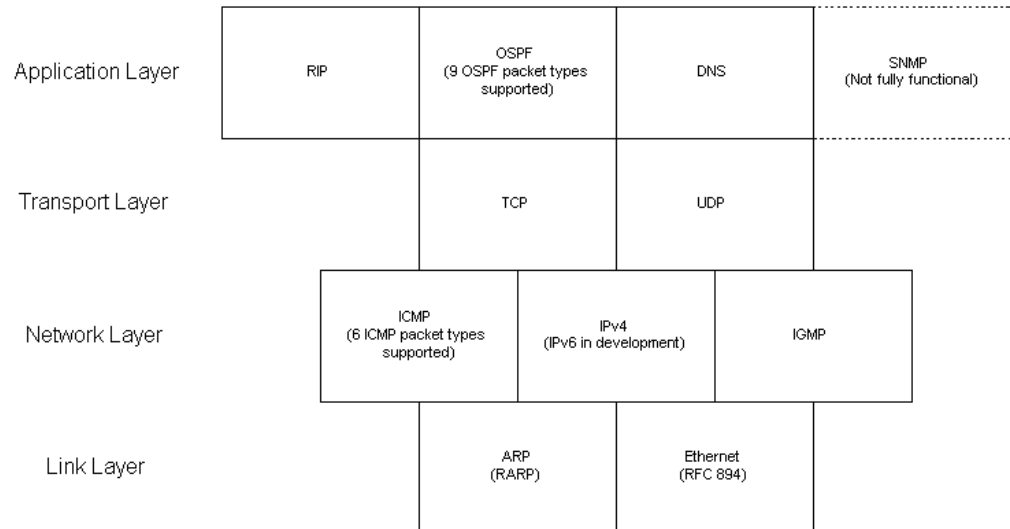 Application Layer
RIP
OSPF
(9 OSPF packet types
supported)
DNS
SNMP
(Not fully functional)
Transport Layer
TCP
UDP
Network Layer
ICMP
(6 ICMP packet types
supported)
IPv4
(IPv6 in development)
IGMP
Link Layer
ARP
(RARP)
Ethernet
(RFC 894)